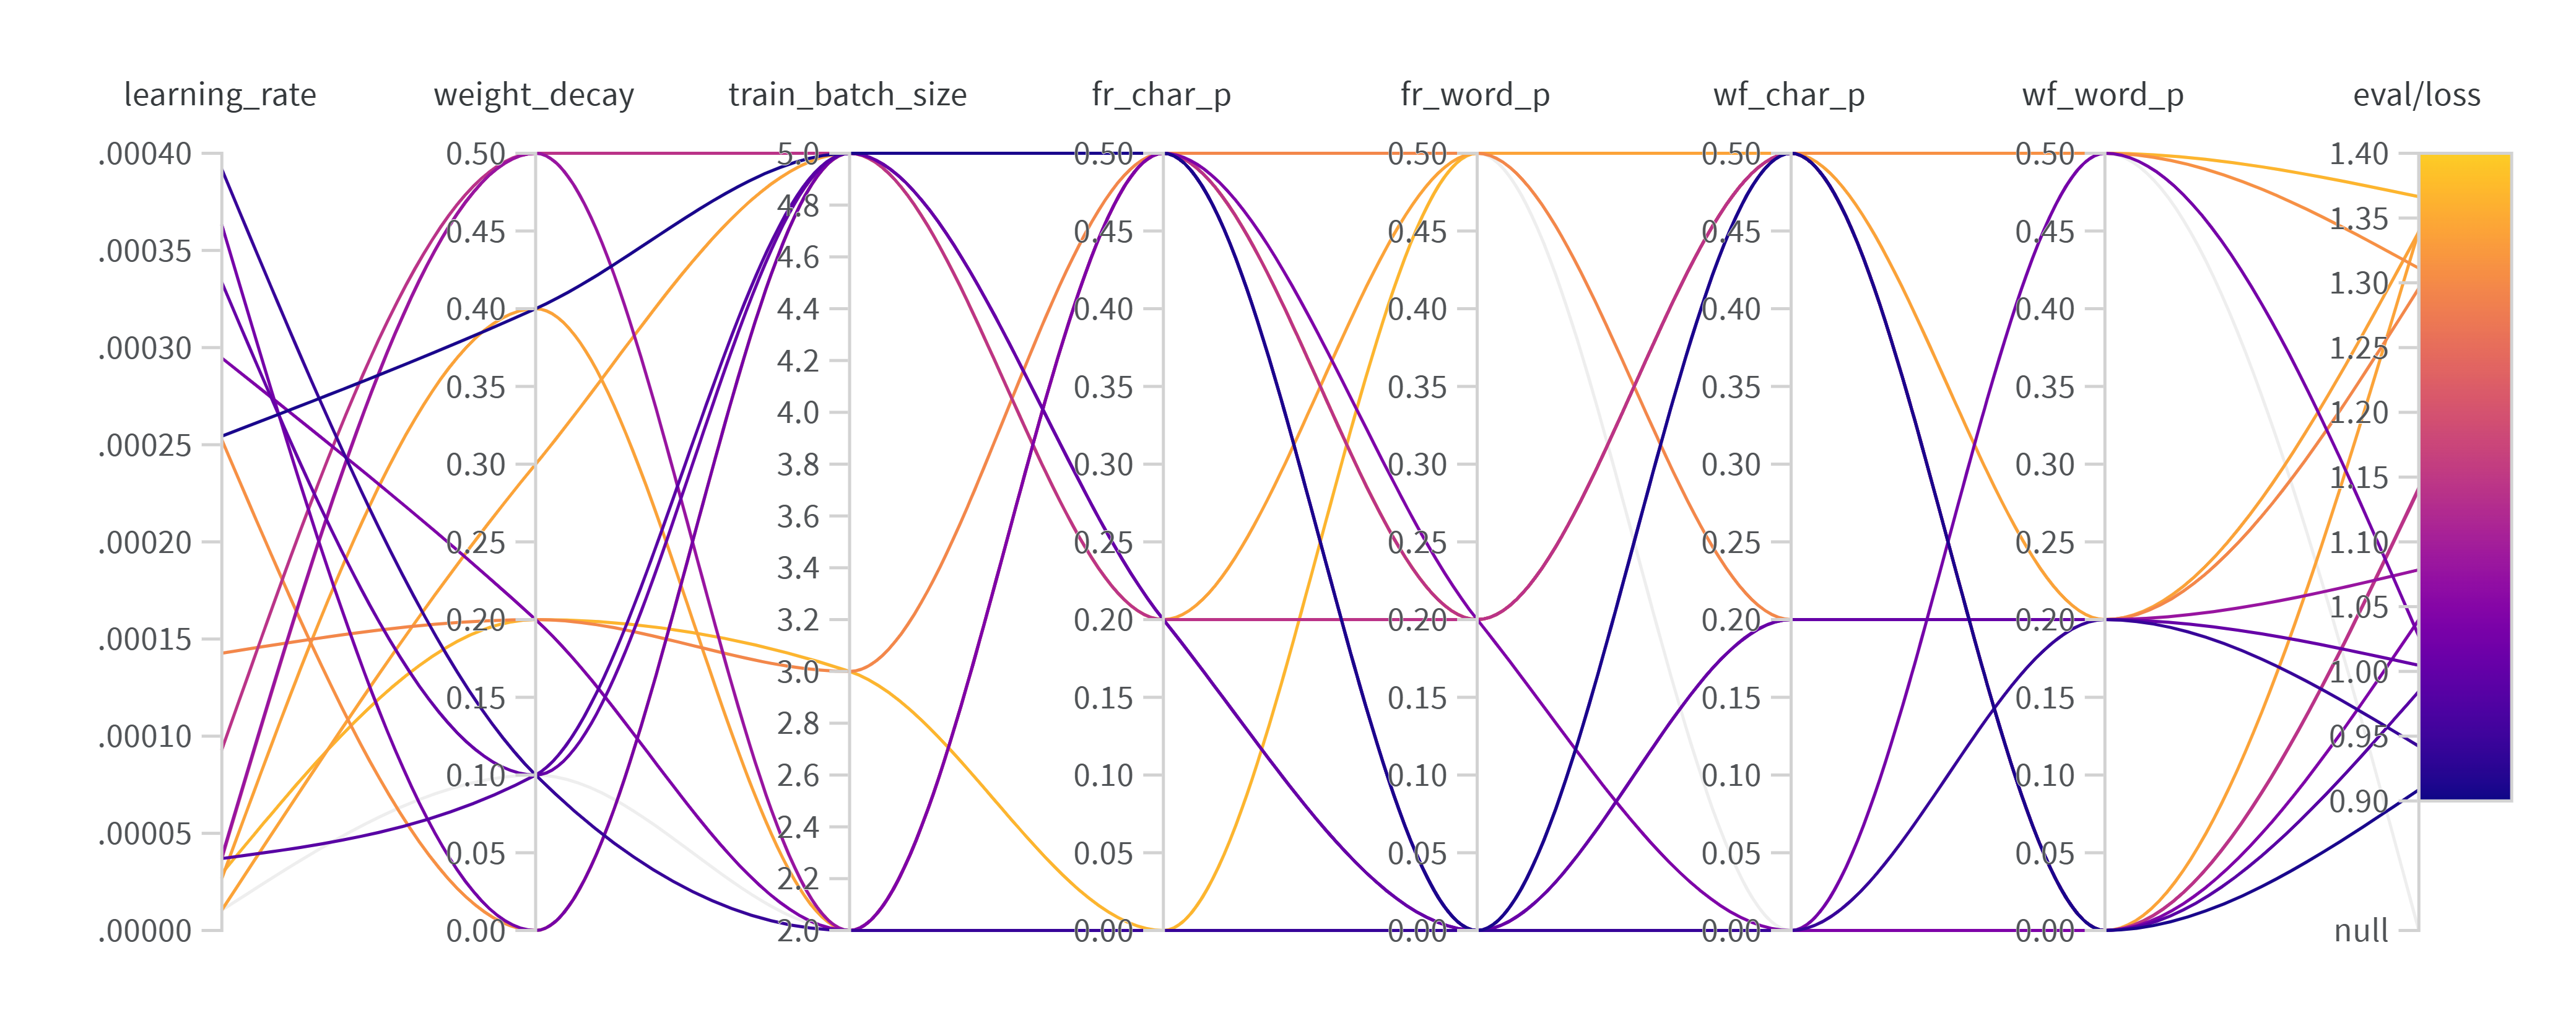 learning_rate weight_decay train_batch_size fr_char_p fr_word_p wf_char_p wf_word_p eval/loss
.00040 0.50 5.0 0.50 0.50 0.50 0.50 1.40
4.8
.00035 0.45 4.6 0.45 0.45 0.45 0.45 1.35
.00030 0.40 4.4 0.40 0.40 0.40 0.40 1.30
0.35 4.2 0.35 0.35 0.35 0.35 1.25
.00025 0.30 4.0 0.30 0.30 0.30 0.30 1.20
3.8
1.15
.00020 0.25 3.6 0.25 0.25 0.25 0.25 1.10
3.4
.00015 0.20 3.2 0.20 0.20 0.20 0.20 1.05
3.0 1.00
0.15 2.8 0.15 0.15 0.15 0.15
.00010 0.95
0.10 2.6 0.10 0.10 0.10 0.10 0.90
.00005 0.05 2.4 0.05 0.05 0.05 0.05
2.2
.00000 0.00 2.0 0.00 0.00 0.00 0.00 null